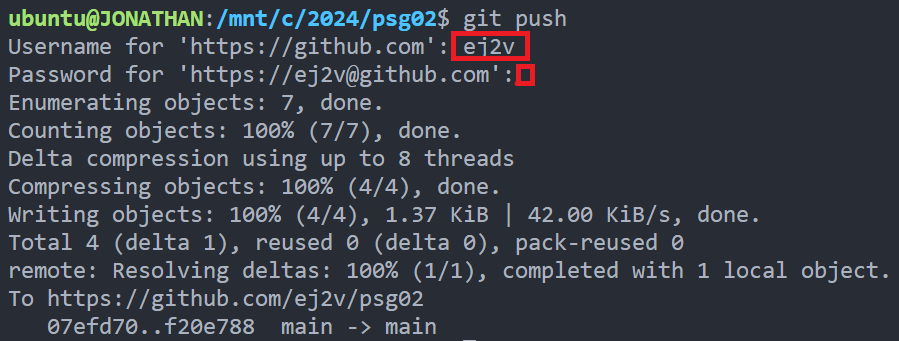 ubuntu@JONATHAN:/mnt/c/2024/psg02$ git push
Username for 'https://github.com': ej2v
Password for 'https://ej2v@github.com':
Enumerating objects: 7, done.
Counting objects: 100% (7/7), done.
Delta compression using up to 8 threads
Compressing objects: 100% (4/4), done.
Writing objects: 100% (4/4), 1.37 KiB | 42.00 KiB/s, done.
Total 4 (delta 1), reused 0 (delta 0), pack-reused 0
remote: Resolving deltas: 100% (1/1), completed with 1 local object.
To https://github.com/ej2v/psg02
   07efd70..f20e788  main -> main